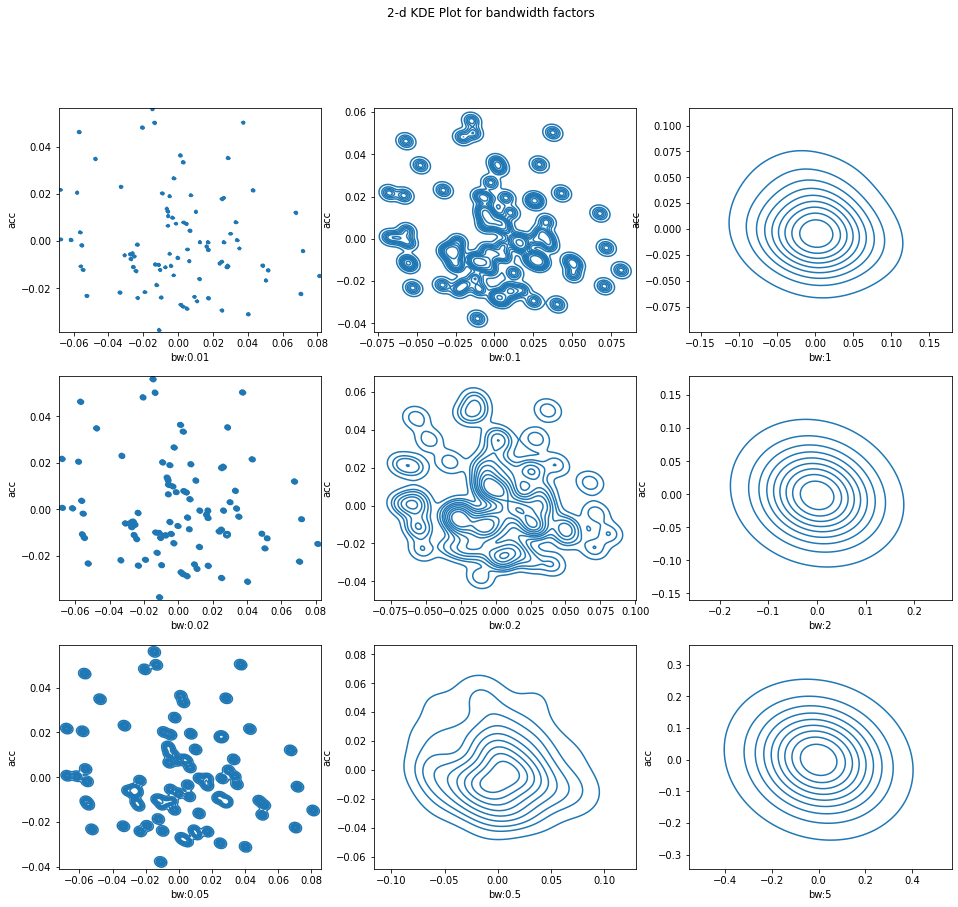 2-d KDE Plot for bandwidth factors
acc
0.04
0.02
0.00
−0.02
−0.06 −0.04 −0.02 0.00 0.02 0.04 0.06 0.08
bw:0.01
acc
0.06
0.04
0.02
0.00
−0.02
−0.04
−0.075 −0.050 −0.025 0.000 0.025 0.050 0.075
bw:0.1
acc
0.100
0.075
0.050
0.025
0.000
−0.025
−0.050
−0.075
−0.15 −0.10 −0.05 0.00 0.05 0.10 0.15
bw:1
acc
0.04
0.02
0.00
−0.02
−0.06 −0.04 −0.02 0.00 0.02 0.04 0.06 0.08
bw:0.02
acc
0.06
0.04
0.02
0.00
−0.02
−0.04
−0.075 −0.050 −0.025 0.000 0.025 0.050 0.075 0.100
bw:0.2
acc
0.15
0.10
0.05
0.00
−0.05
−0.10
−0.15
−0.2 −0.1 0.0 0.1 0.2
bw:2
acc
0.04
0.02
0.00
−0.02
−0.04
−0.06 −0.04 −0.02 0.00 0.02 0.04 0.06 0.08
bw:0.05
acc
0.08
0.06
0.04
0.02
0.00
−0.02
−0.04
−0.06
−0.10 −0.05 0.00 0.05 0.10
bw:0.5
acc
0.3
0.2
0.1
0.0
−0.1
−0.2
−0.3
−0.4 −0.2 0.0 0.2 0.4
bw:5